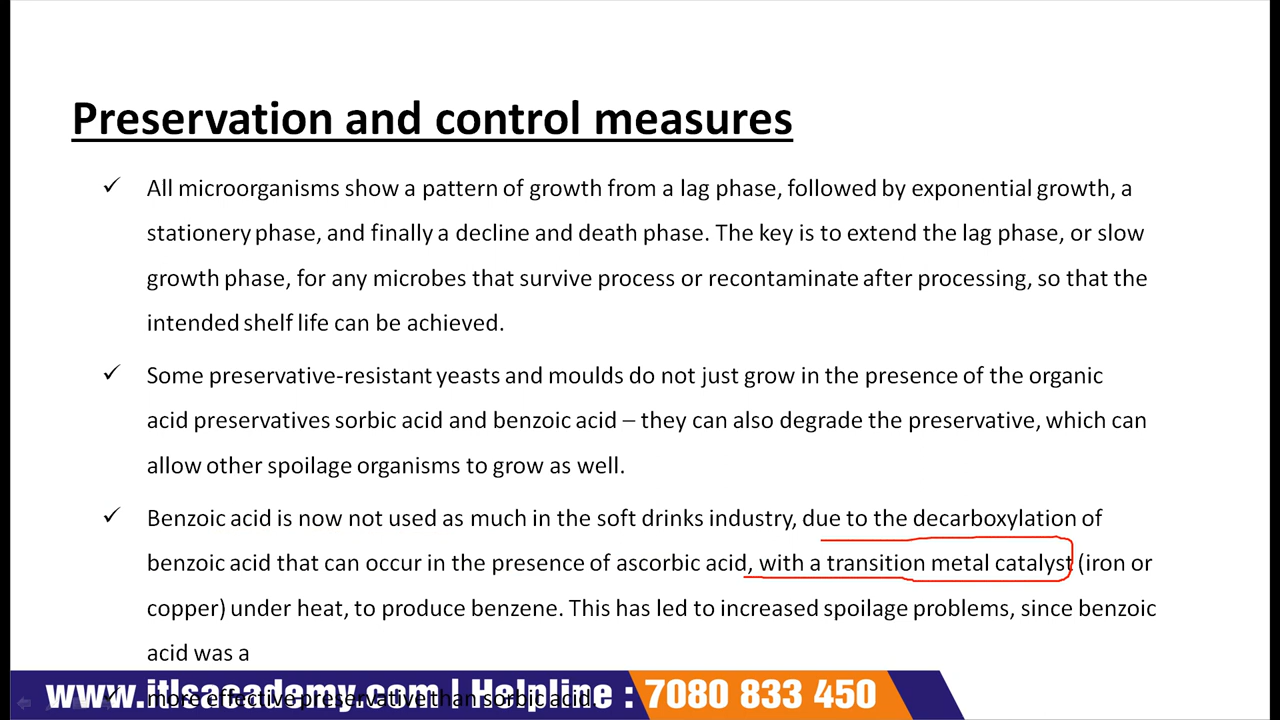 Preservation and control measures
✓ All microorganisms show a pattern of growth from a lag phase, followed by exponential growth, a
stationery phase, and finally a decline and death phase. The key is to extend the lag phase, or slow
growth phase, for any microbes that survive process or recontaminate after processing, so that the
intended shelf life can be achieved.
✓ Some preservative-resistant yeasts and moulds do not just grow in the presence of the organic
acid preservatives sorbic acid and benzoic acid – they can also degrade the preservative, which can
allow other spoilage organisms to grow as well.
✓ Benzoic acid is now not used as much in the soft drinks industry, due to the decarboxylation of
benzoic acid that can occur in the presence of ascorbic acid, with a transition metal catalyst (iron or
copper) under heat, to produce benzene. This has led to increased spoilage problems, since benzoic
acid was a
✓ more effective preservative than sorbic acid.
www.itlsacademy.com | Helpline : 7080 833 450